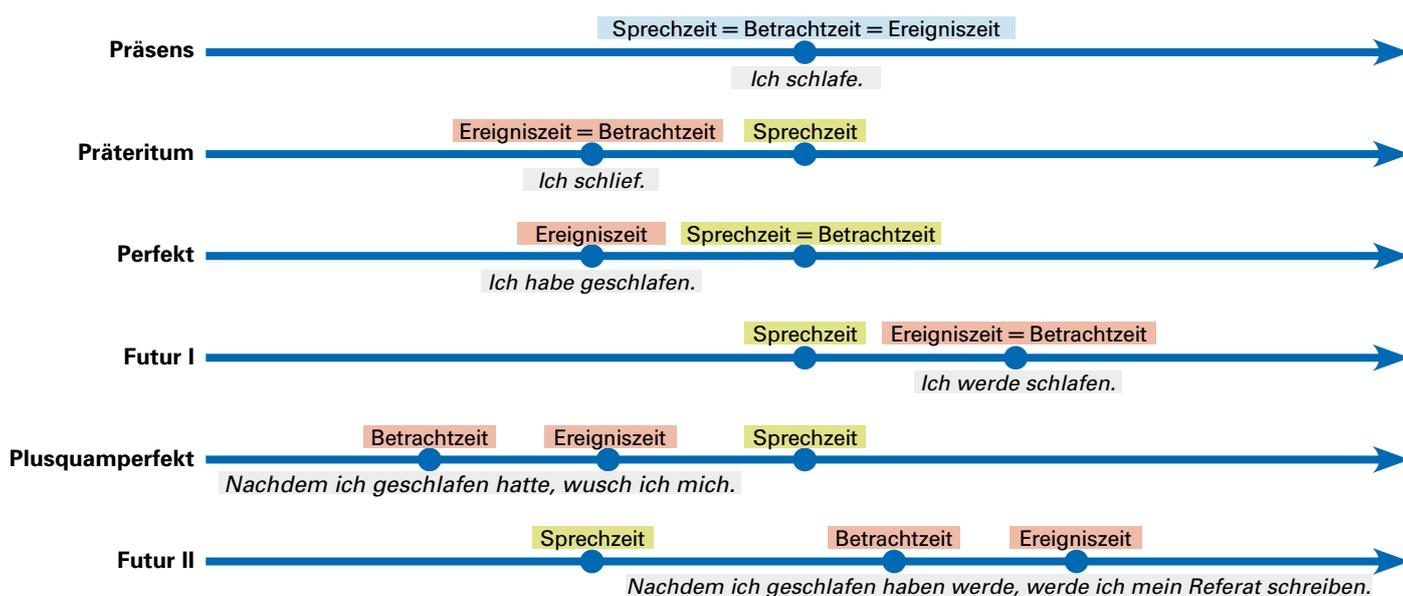 Sprechzeit = Betrachtzeit = Ereigniszeit
Präsens
Ich schlafe.
Ereigniszeit = Betrachtzeit Sprechzeit
Präteritum
Ich schlief.
Ereigniszeit Sprechzeit = Betrachtzeit
Perfekt
Ich habe geschlafen.
Sprechzeit Ereigniszeit = Betrachtzeit
Futur I
Ich werde schlafen.
Betrachtzeit Ereigniszeit Sprechzeit
Plusquamperfekt
Nachdem ich geschlafen hatte, wusch ich mich.
Sprechzeit Betrachtzeit Ereigniszeit
Futur II
Nachdem ich geschlafen haben werde, werde ich mein Referat schreiben.